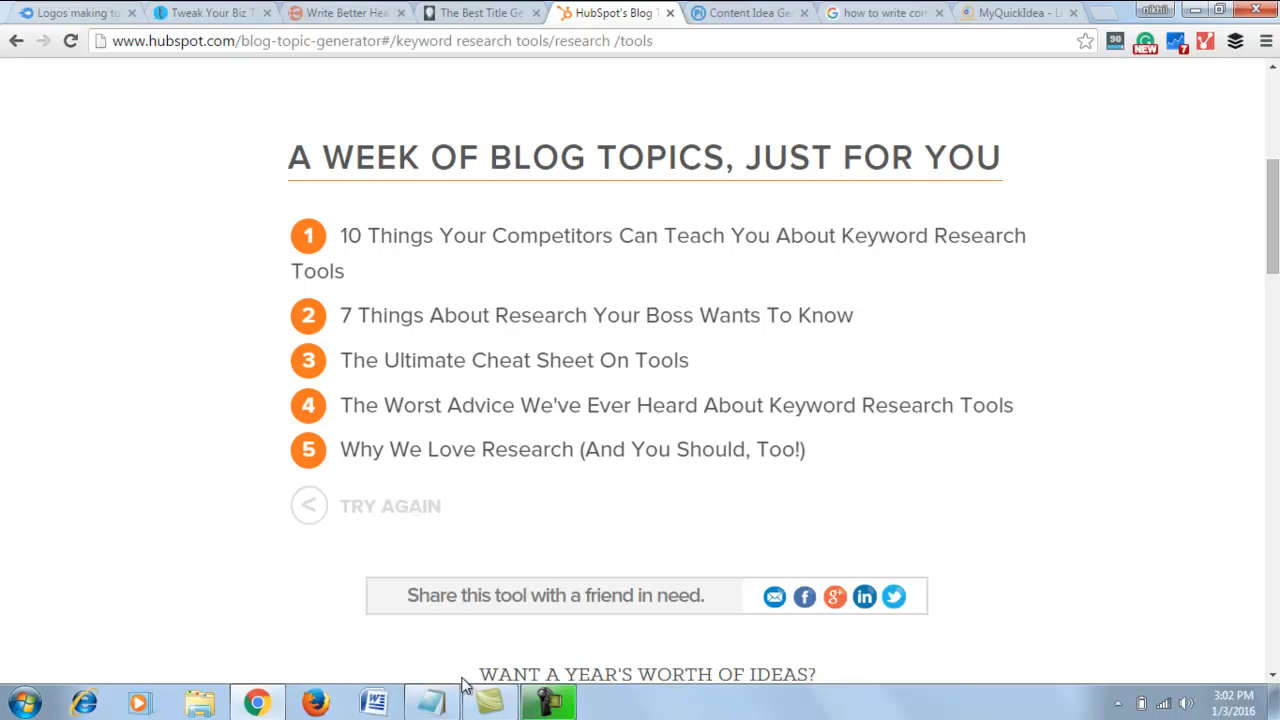 Logos making tu
Tweak Your Biz T
Write Better Hea
The Best Title Ge
HubSpot's Blog T
Content Idea Ge
how to write com
MyQuickIdea - L
nikhil
www.hubspot.com/blog-topic-generator#/keyword research tools/research /tools
90
NEW
7
A WEEK OF BLOG TOPICS, JUST FOR YOU
1 10 Things Your Competitors Can Teach You About Keyword Research
Tools
2 7 Things About Research Your Boss Wants To Know
3 The Ultimate Cheat Sheet On Tools
4 The Worst Advice We've Ever Heard About Keyword Research Tools
5 Why We Love Research (And You Should, Too!)
< TRY AGAIN
Share this tool with a friend in need.
WANT A YEAR'S WORTH OF IDEAS?
3:02 PM
1/3/2016